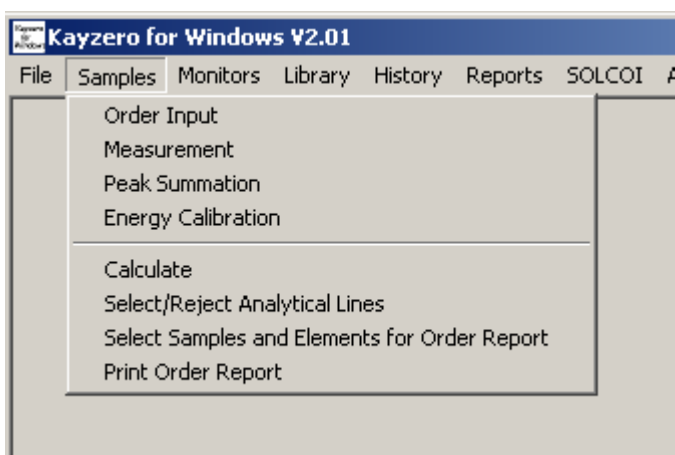 Kayzero for Windows V2.01
File Samples Monitors Library History Reports SOLCOI
Order Input
Measurement
Peak Summation
Energy Calibration
Calculate
Select/Reject Analytical Lines
Select Samples and Elements for Order Report
Print Order Report